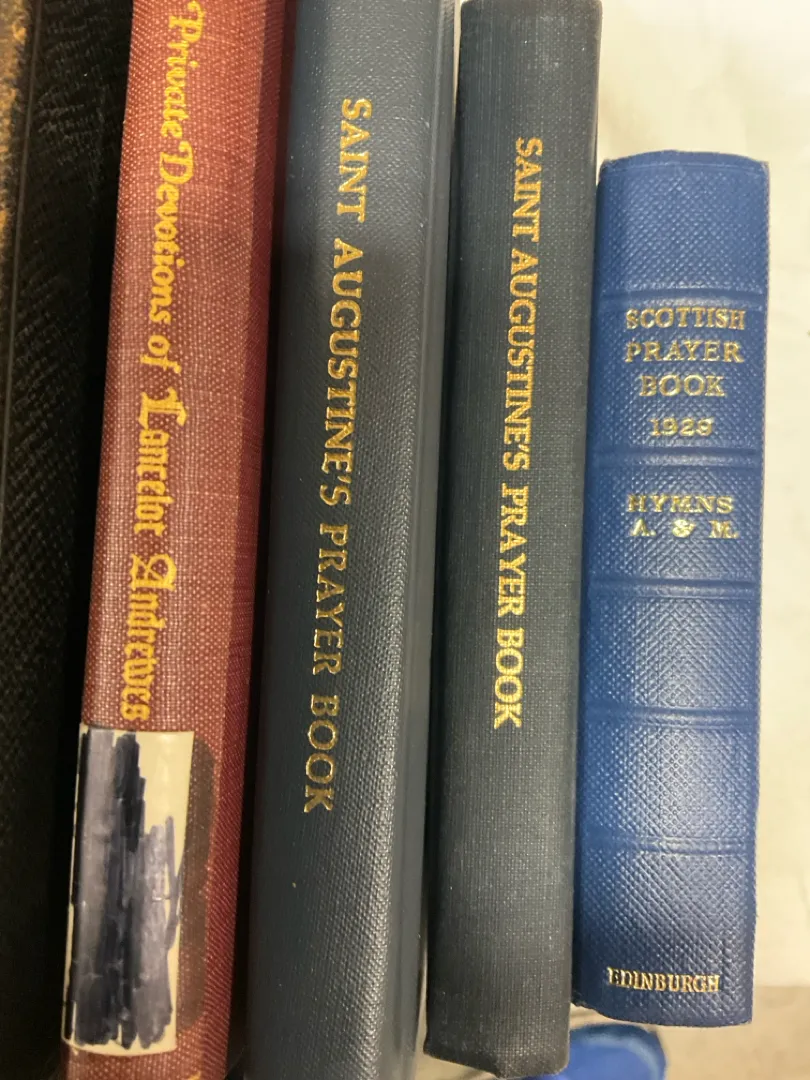 Private Devotions of Lancelot Andrewes
SAINT AUGUSTINE'S PRAYER BOOK
SAINT AUGUSTINE'S PRAYER BOOK
SCOTTISH
PRAYER
BOOK
1929
HYMNS
A. & M.
EDINBURGH